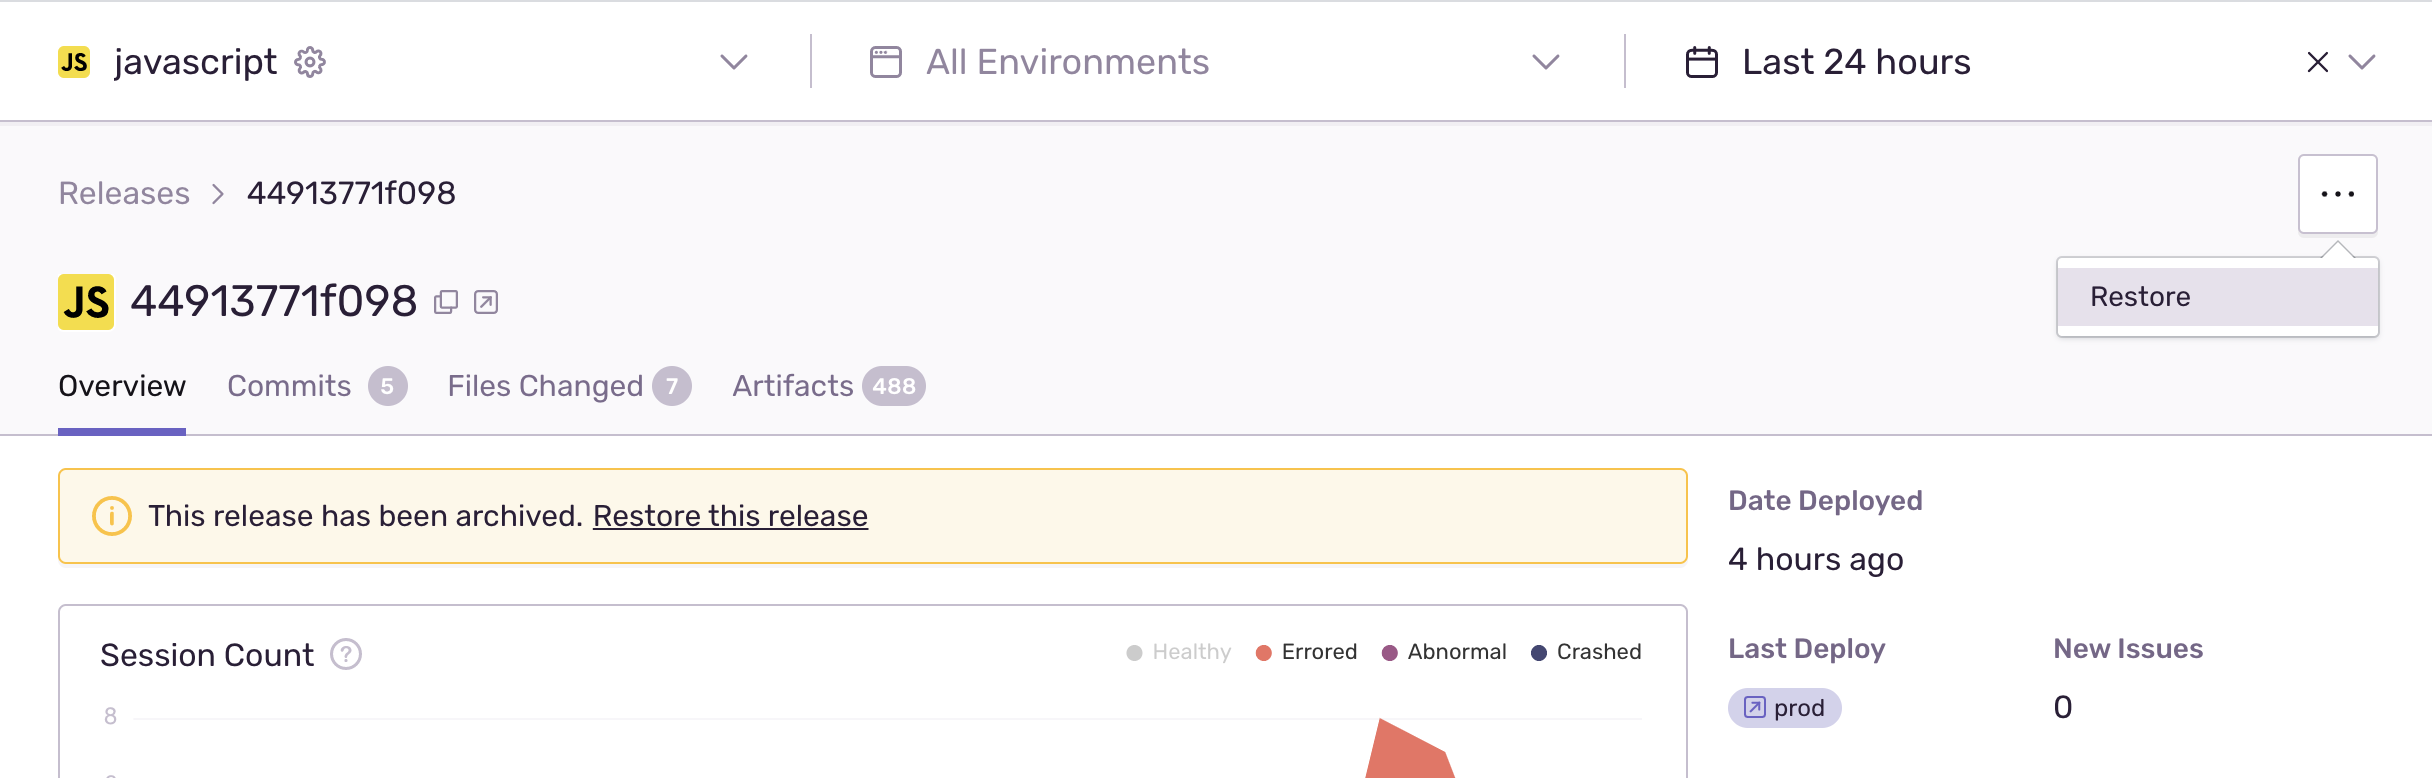 JS javascript All Environments Last 24 hours
Releases > 44913771f098 ...
JS 44913771f098
Restore
Overview Commits 5 Files Changed 7 Artifacts 488
This release has been archived. Restore this release
Date Deployed
4 hours ago
Session Count ? Healthy Errored Abnormal Crashed
8
Last Deploy New Issues
prod 0